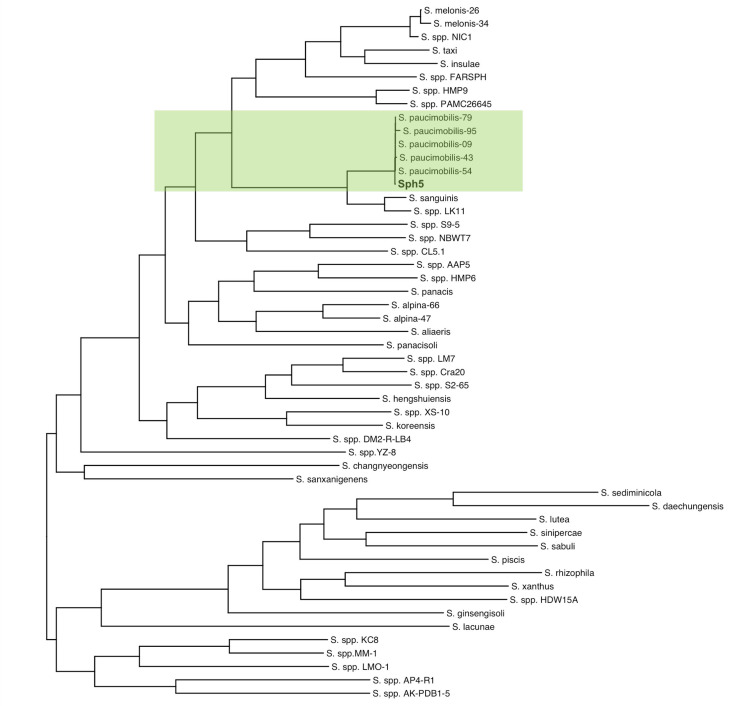 S. melonis-26
S. melonis-34
S. spp. NIC1
S. taxi
S. insulae
S. spp. FARSPH
S. spp. HMP9
S. spp. PAMC26645
S. paucimobilis-79
S. paucimobilis-95
S. paucimobilis-09
S. paucimobilis-43
S. paucimobilis-54
Sph5
S. sanguinis
S. spp. LK11
S. spp. S9-5
S. spp. NBWT7
S. spp. CL5.1
S. spp. AAP5
S. spp. HMP6
S. panacis
S. alpina-66
S. alpina-47
S. aliaeris
S. panacisoli
S. spp. LM7
S. spp. Cra20
S. spp. S2-65
S. hengshuiensis
S. spp. XS-10
S. koreensis
S. spp. DM2-R-LB4
S. spp.YZ-8
S. changnyeongensis
S. sanxanigenens
S. sediminicola
S. daechungensis
S. lutea
S. sinipercae
S. sabuli
S. piscis
S. rhizophila
S. xanthus
S. spp. HDW15A
S. ginsengisoli
S. lacunae
S. spp. KC8
S. spp.MM-1
S. spp. LMO-1
S. spp. AP4-R1
S. spp. AK-PDB1-5